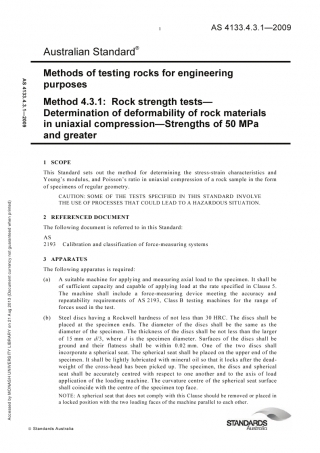 1
AS 4133.4.3.1—2009
Australian Standard®
Methods of testing rocks for engineering
purposes
Method 4.3.1: Rock strength tests—
Determination of deformability of rock materials
in uniaxial compression—Strengths of 50 MPa
and greater
1 SCOPE
This Standard sets out the method for determining the stress-strain characteristics and
Young's modulus, and Poisson's ratio in uniaxial compression of a rock sample in the form
of specimens of regular geometry.
CAUTION: SOME OF THE TESTS SPECIFIED IN THIS STANDARD INVOLVE
THE USE OF PROCESSES THAT COULD LEAD TO A HAZARDOUS SITUATION.
2 REFERENCED DOCUMENT
The following document is referred to in this Standard:
AS
2193 Calibration and classification of force-measuring systems
3 APPARATUS
The following apparatus is required:
(a) A suitable machine for applying and measuring axial load to the specimen. It shall be
of sufficient capacity and capable of applying load at the rate specified in Clause 5.
The machine shall include a force-measuring device meeting the accuracy and
repeatability requirements of AS 2193, Class B testing machines for the range of
forces used in the test.
(b) Steel discs having a Rockwell hardness of not less than 30 HRC. The discs shall be
placed at the specimen ends. The diameter of the discs shall be the same as the
diameter of the specimen. The thickness of the discs shall be not less than the larger
of 15 mm or d/3, where d is the specimen diameter. Surfaces of the discs shall be
ground and their flatness shall be within 0.02 mm. One of the two discs shall
incorporate a spherical seat. The spherical seat shall be placed on the upper end of the
specimen. It shall be lightly lubricated with mineral oil so that it locks after the dead-
weight of the cross-head has been picked up. The specimen, the discs and spherical
seat shall be accurately centred with respect to one another and to the axis of load
application of the loading machine. The curvature centre of the spherical seat surface
shall coincide with the centre of the specimen top face.
NOTE: A spherical seat that does not comply with this Clause should be removed or placed in
a locked position with the two loading faces of the machine parallel to each other.
© Standards Australia
STANDARDS
Australia
AS 4133.4.3.1—2009
Accessed by MONASH UNIVERSITY LIBRARY on 21 Aug 2012 (Document currency not guaranteed when printed)